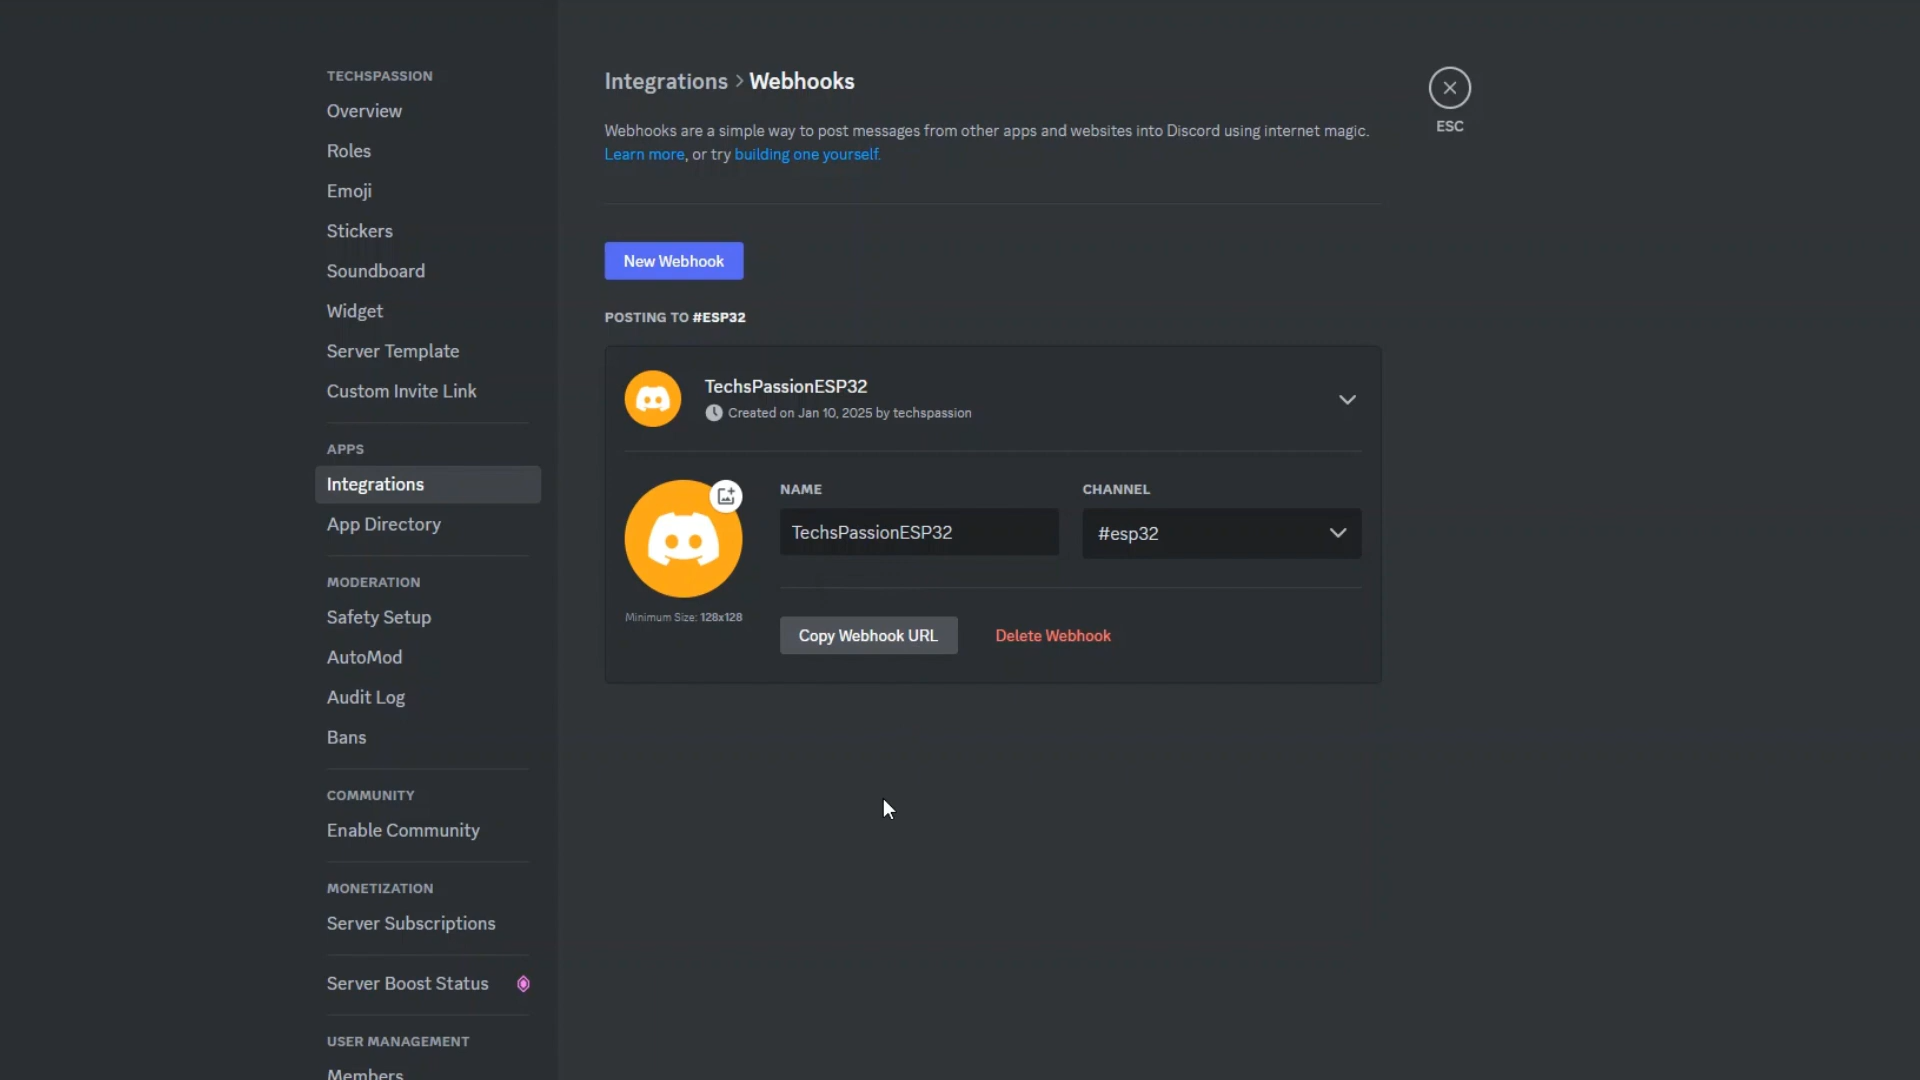 TECHSPASSION
Overview
Roles
Emoji
Stickers
Soundboard
Widget
Server Template
Custom Invite Link
APPS
Integrations
App Directory
MODERATION
Safety Setup
AutoMod
Audit Log
Bans
COMMUNITY
Enable Community
MONETIZATION
Server Subscriptions
Server Boost Status
USER MANAGEMENT
Members
Integrations > Webhooks
ESC
Webhooks are a simple way to post messages from other apps and websites into Discord using internet magic.
Learn more, or try building one yourself.
New Webhook
POSTING TO #ESP32
TechsPassionESP32
Created on Jan 10, 2025 by techspassion
NAME
CHANNEL
TechsPassionESP32
#esp32
Minimum Size: 128x128
Copy Webhook URL
Delete Webhook